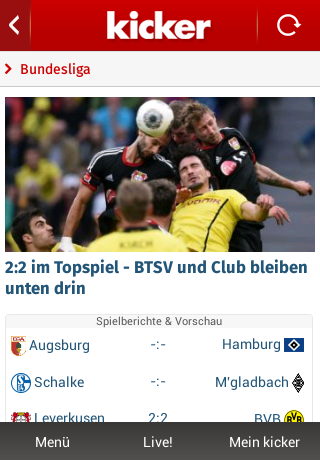 kicker
Bundesliga
2:2 im Topspiel - BTSV und Club bleiben
unten drin
Spielberichte & Vorschau
Augsburg -:- Hamburg
Schalke -:- M'gladbach
Leverkusen 2:2 BVB
Menü Live! Mein kicker